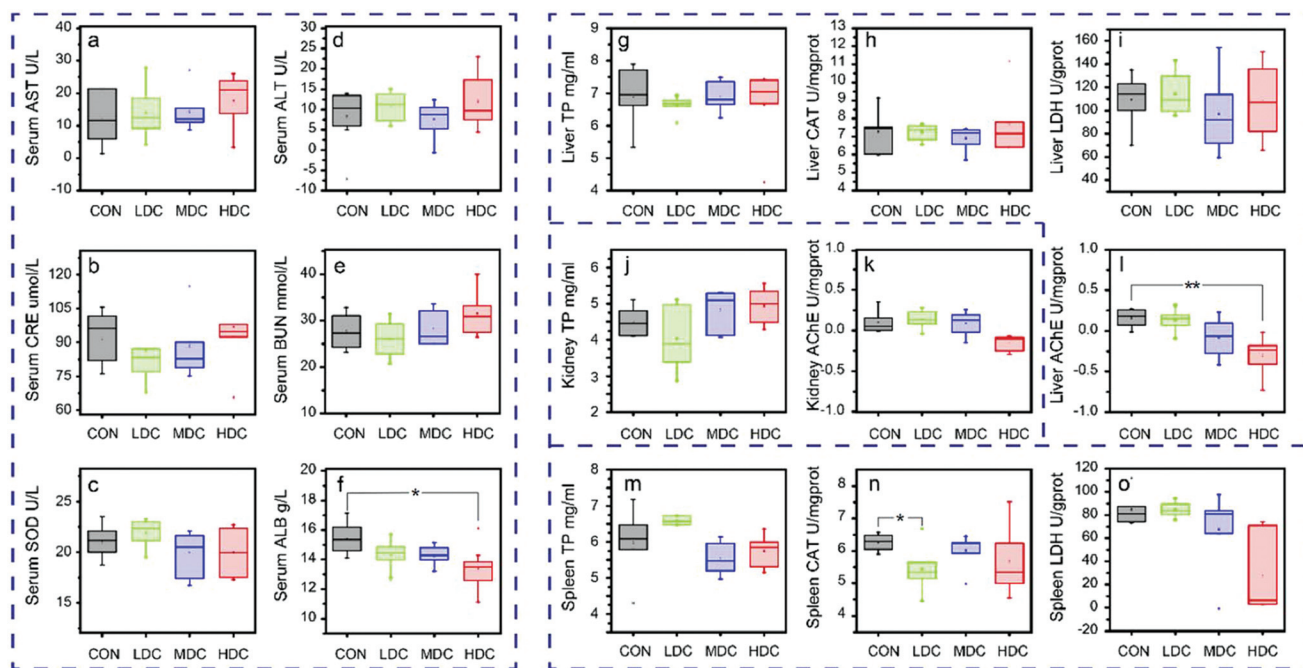 a
Serum AST U/L
40
30
20
10
0
-10
CON LDC MDC HDC
d
Serum ALT U/L
30
25
20
15
10
5
0
-5
-10
CON LDC MDC HDC
g
Liver TP mg/ml
9
8
7
6
5
4
CON LDC MDC HDC
h
Liver CAT U/mgprot
13
12
11
10
9
8
7
6
5
4
CON LDC MDC HDC
i
Liver LDH U/gprot
160
140
120
100
80
60
40
CON LDC MDC HDC
b
Serum CRE umol/L
120
105
90
75
60
CON LDC MDC HDC
e
Serum BUN mmol/L
50
40
30
20
10
CON LDC MDC HDC
j
Kidney TP mg/ml
6
5
4
3
2
CON LDC MDC HDC
k
Kidney AChE U/mgprot
1.0
0.5
0.0
-0.5
-1.0
CON LDC MDC HDC
l
Liver AChE U/mgprot
1.0
0.5
0.0
-0.5
-1.0
**
CON LDC MDC HDC
c
Serum SOD U/L
25
20
15
CON LDC MDC HDC
f
Serum ALB g/L
20
18
16
14
12
10
*
CON LDC MDC HDC
m
Spleen TP mg/ml
8
7
6
5
4
CON LDC MDC HDC
n
Spleen CAT U/mgprot
8
7
6
5
4
*
CON LDC MDC HDC
o
Spleen LDH U/gprot
120
100
80
60
40
20
0
-20
CON LDC MDC HDC